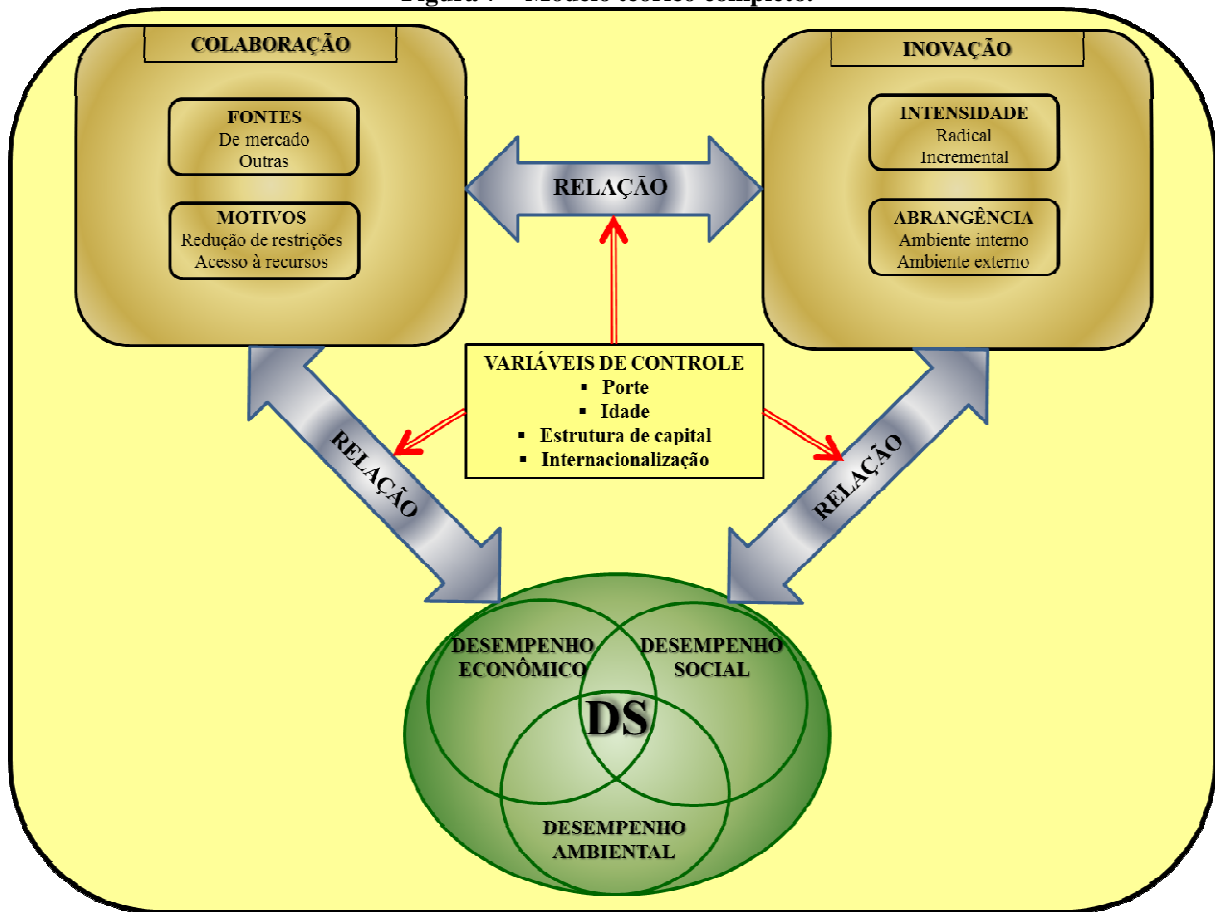 COLABORAÇÃO
FONTES
De mercado
Outras
MOTIVOS
Redução de restrições
Acesso à recursos
RELAÇÃO
INOVAÇÃO
INTENSIDADE
Radical
Incremental
ABRANGÊNCIA
Ambiente interno
Ambiente externo
VARIÁVEIS DE CONTROLE
▪ Porte
▪ Idade
▪ Estrutura de capital
▪ Internacionalização
RELAÇÃO
RELAÇÃO
DESEMPENHO
ECONÔMICO
DESEMPENHO
SOCIAL
DS
DESEMPENHO
AMBIENTAL